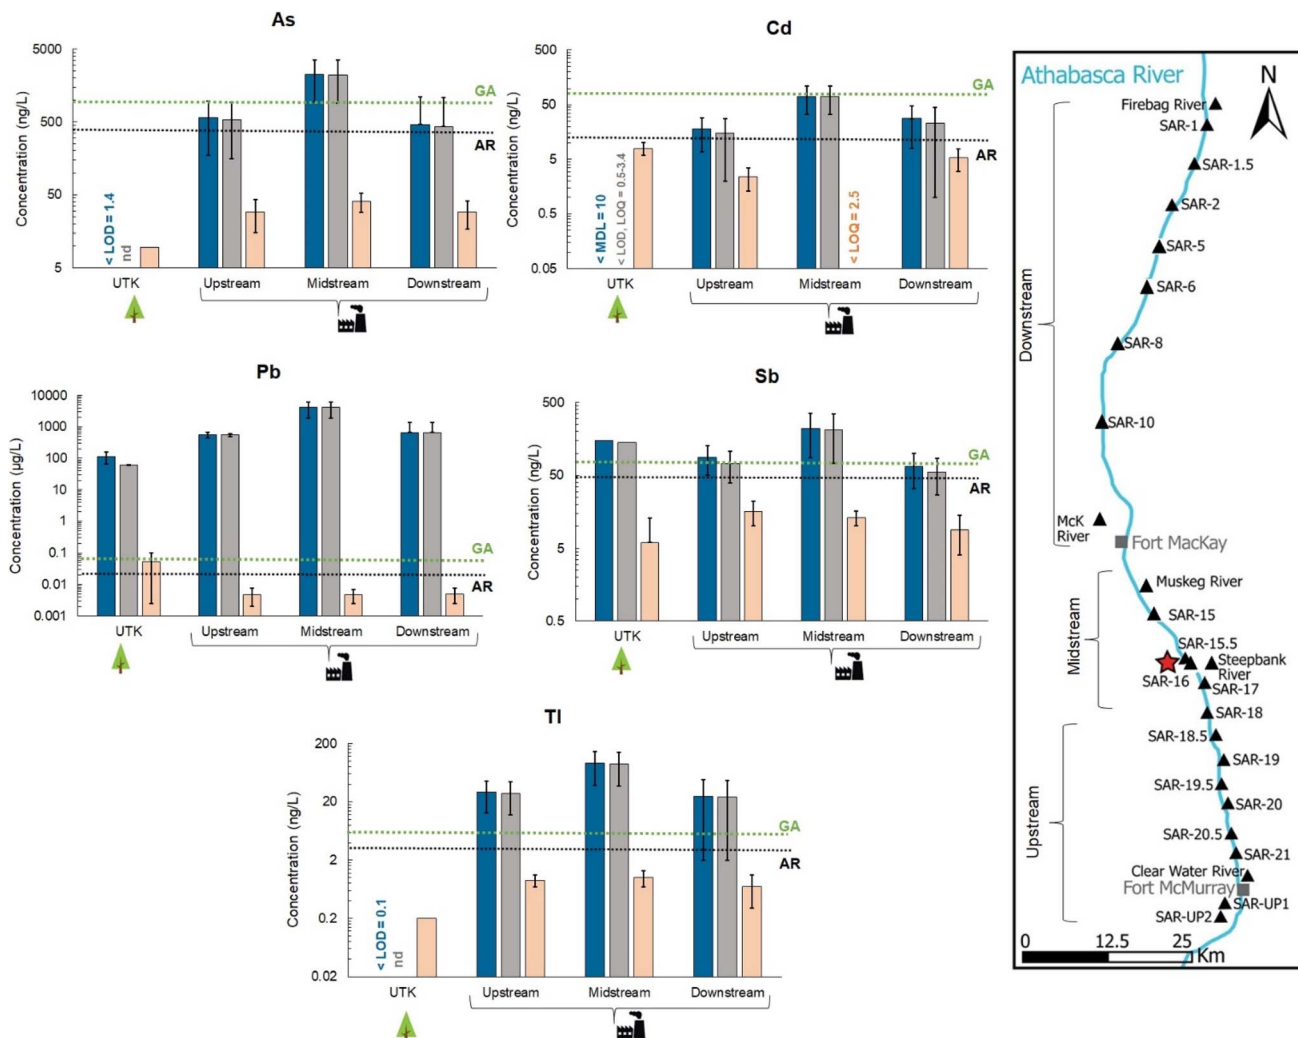 As
Concentration (ng/L)
5000
500
50
5
GA
AR
< LOD = 1.4
nd
UTK
Upstream
Midstream
Downstream
Cd
Concentration (ng/L)
500
50
5
0.5
0.05
GA
AR
< MDL = 10
< LOD, LOQ = 0.5-3.4
< LOQ = 2.5
UTK
Upstream
Midstream
Downstream
Pb
Concentration (µg/L)
10000
1000
100
10
1
0.1
0.01
0.001
GA
AR
UTK
Upstream
Midstream
Downstream
Sb
Concentration (ng/L)
500
50
5
0.5
GA
AR
UTK
Upstream
Midstream
Downstream
Tl
Concentration (ng/L)
200
20
2
0.2
0.02
GA
AR
< LOD = 0.1
nd
UTK
Upstream
Midstream
Downstream
Athabasca River
N
Firebag River
SAR-1
SAR-1.5
SAR-2
SAR-5
SAR-6
SAR-8
SAR-10
Downstream
McK
River
Fort MacKay
Muskeg River
SAR-15
SAR-15.5
Steepbank
River
SAR-16
SAR-17
SAR-18
Midstream
SAR-18.5
SAR-19
SAR-19.5
SAR-20
SAR-20.5
SAR-21
Upstream
Clear Water River
Fort McMurray
SAR-UP1
SAR-UP2
0 12.5 25
Km